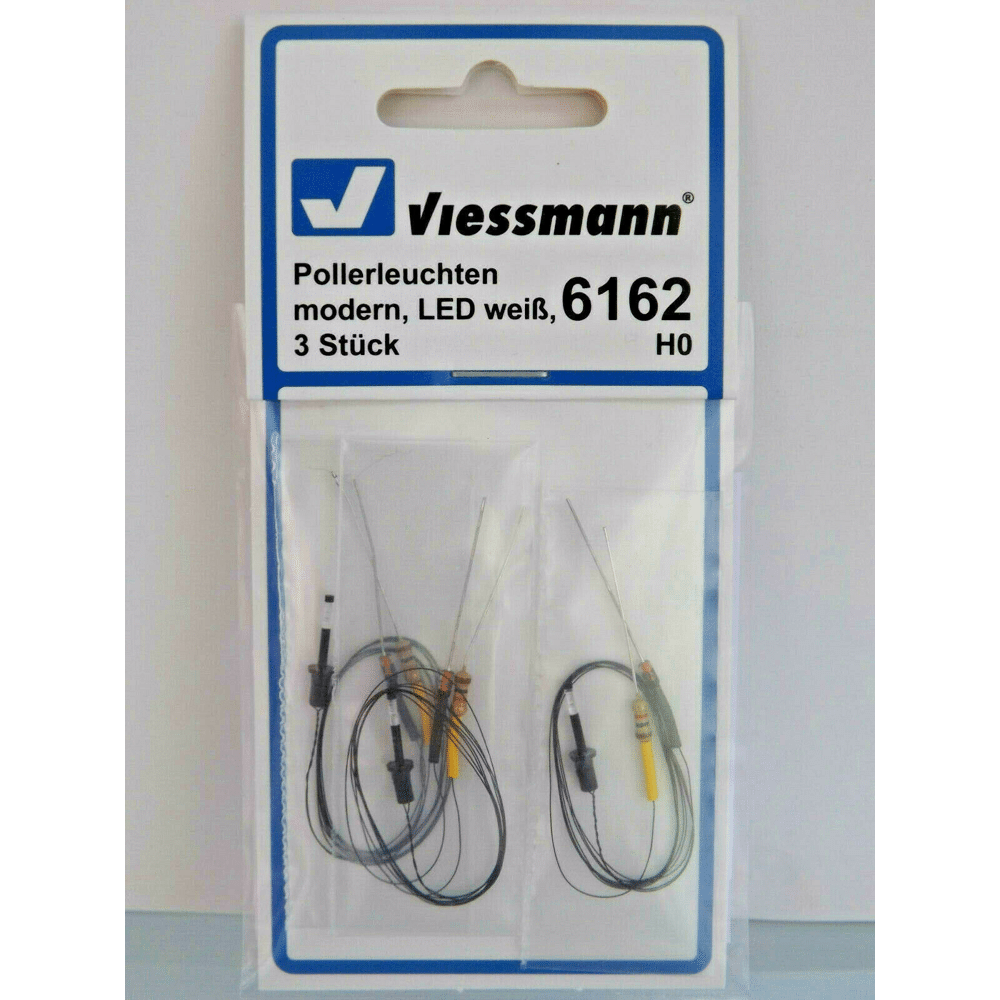 Viessmann®
Pollerleuchten
modern, LED weiß, 6162
3 Stück H0